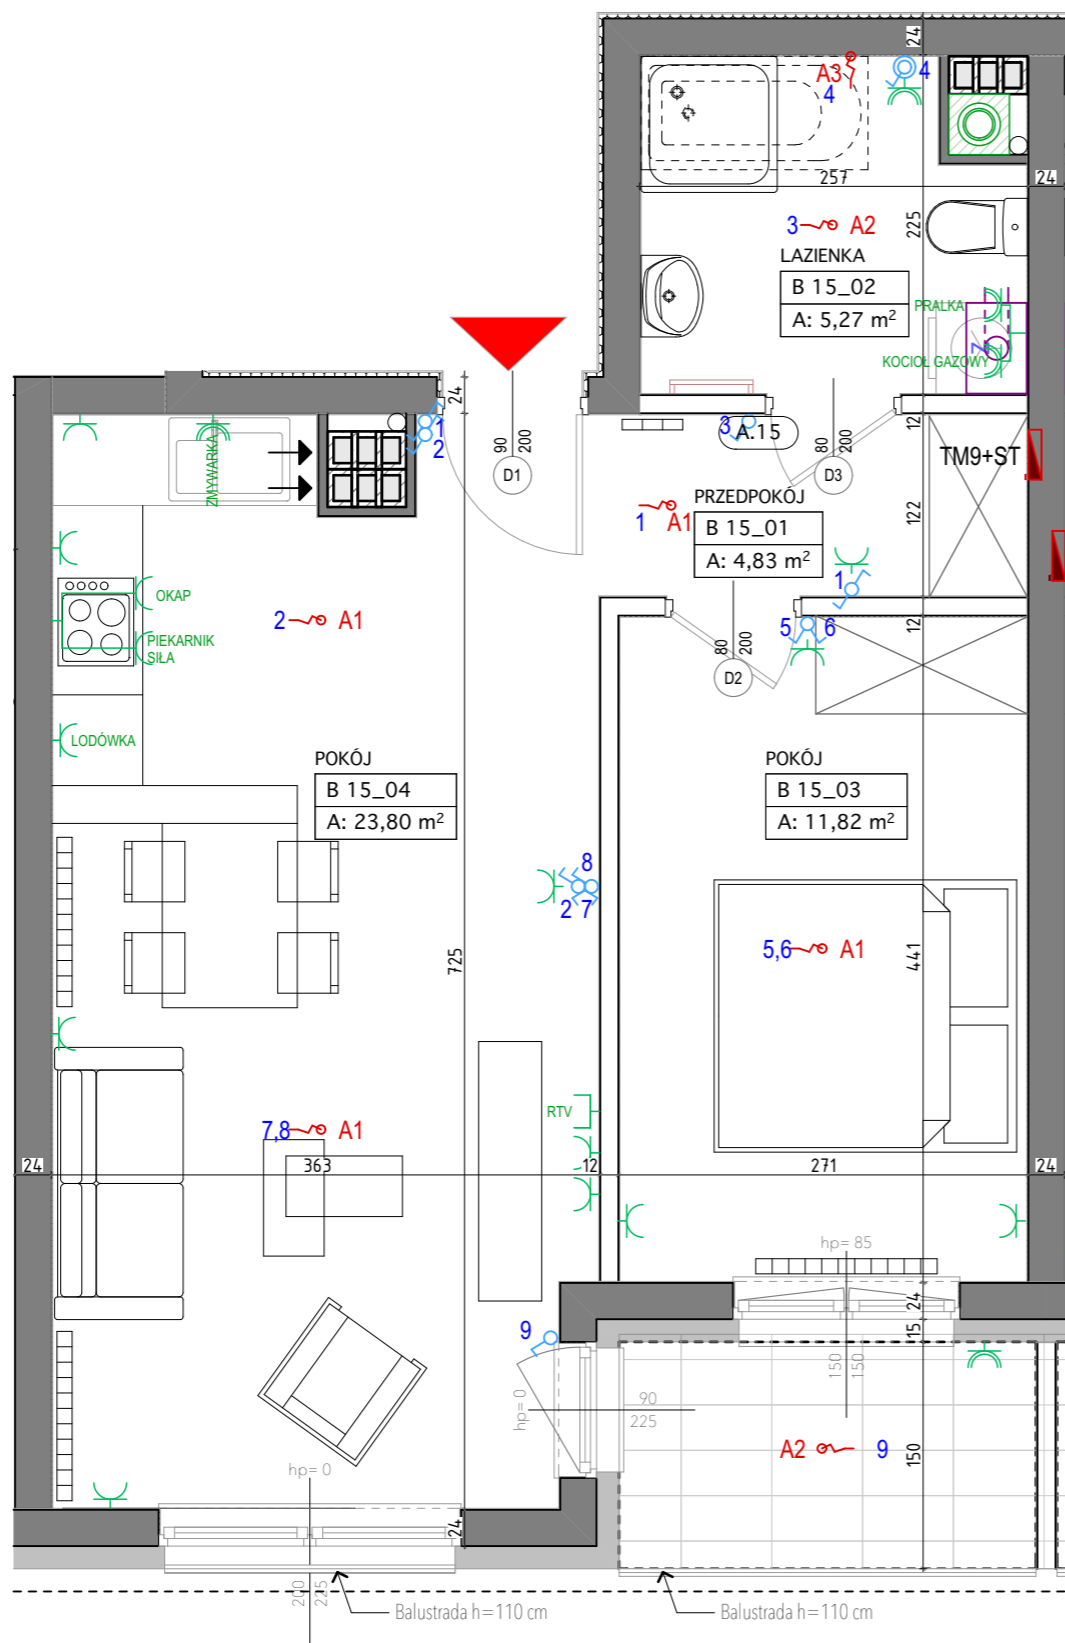 24
A3
4
4
257
24
225
3
A2
LAZIENKA
B 15_02
A: 5,27 m²
PRALKA
KOCIOŁ GAZOWY
Z
24
1
2
ZMYWARKA
90
200
D1
3
A.15
80
200
D3
12
TM9+ST
PRZEDPOKÓJ
B 15_01
A: 4,83 m²
1
A1
122
1
OKAP
2
A1
PIEKARNIK
SIŁA
5
6
12
80
200
D2
LODÓWKA
POKÓJ
B 15_04
A: 23,80 m²
POKÓJ
B 15_03
A: 11,82 m²
8
2
7
725
5,6
A1
441
RTV
7,8
A1
24
363
12
271
24
hp= 85
24
15
9
150
150
hp= 0
90
225
A2
9
150
hp= 0
24
200
225
Balustrada h=110 cm
Balustrada h=110 cm